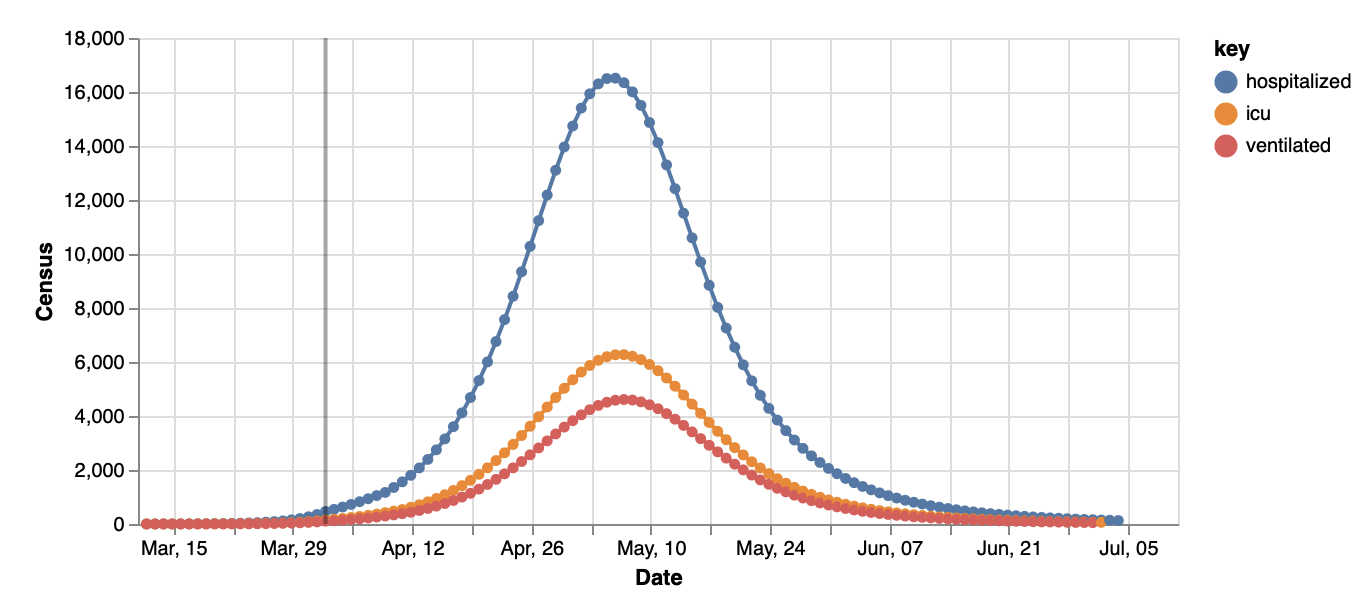 18,000
16,000
14,000
12,000
10,000
8,000
6,000
4,000
2,000
0
Census
Mar, 15 Mar, 29 Apr, 12 Apr, 26 May, 10 May, 24 Jun, 07 Jun, 21 Jul, 05
Date
key
hospitalized
icu
ventilated